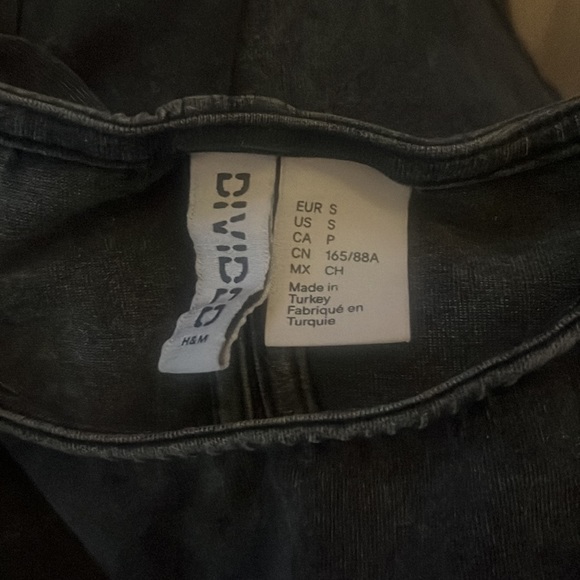 DIVIDED
H&M
EUR S
US S
CA P
CN 165/88A
MX CH
Made in
Turkey
Fabriqué en
Turquie